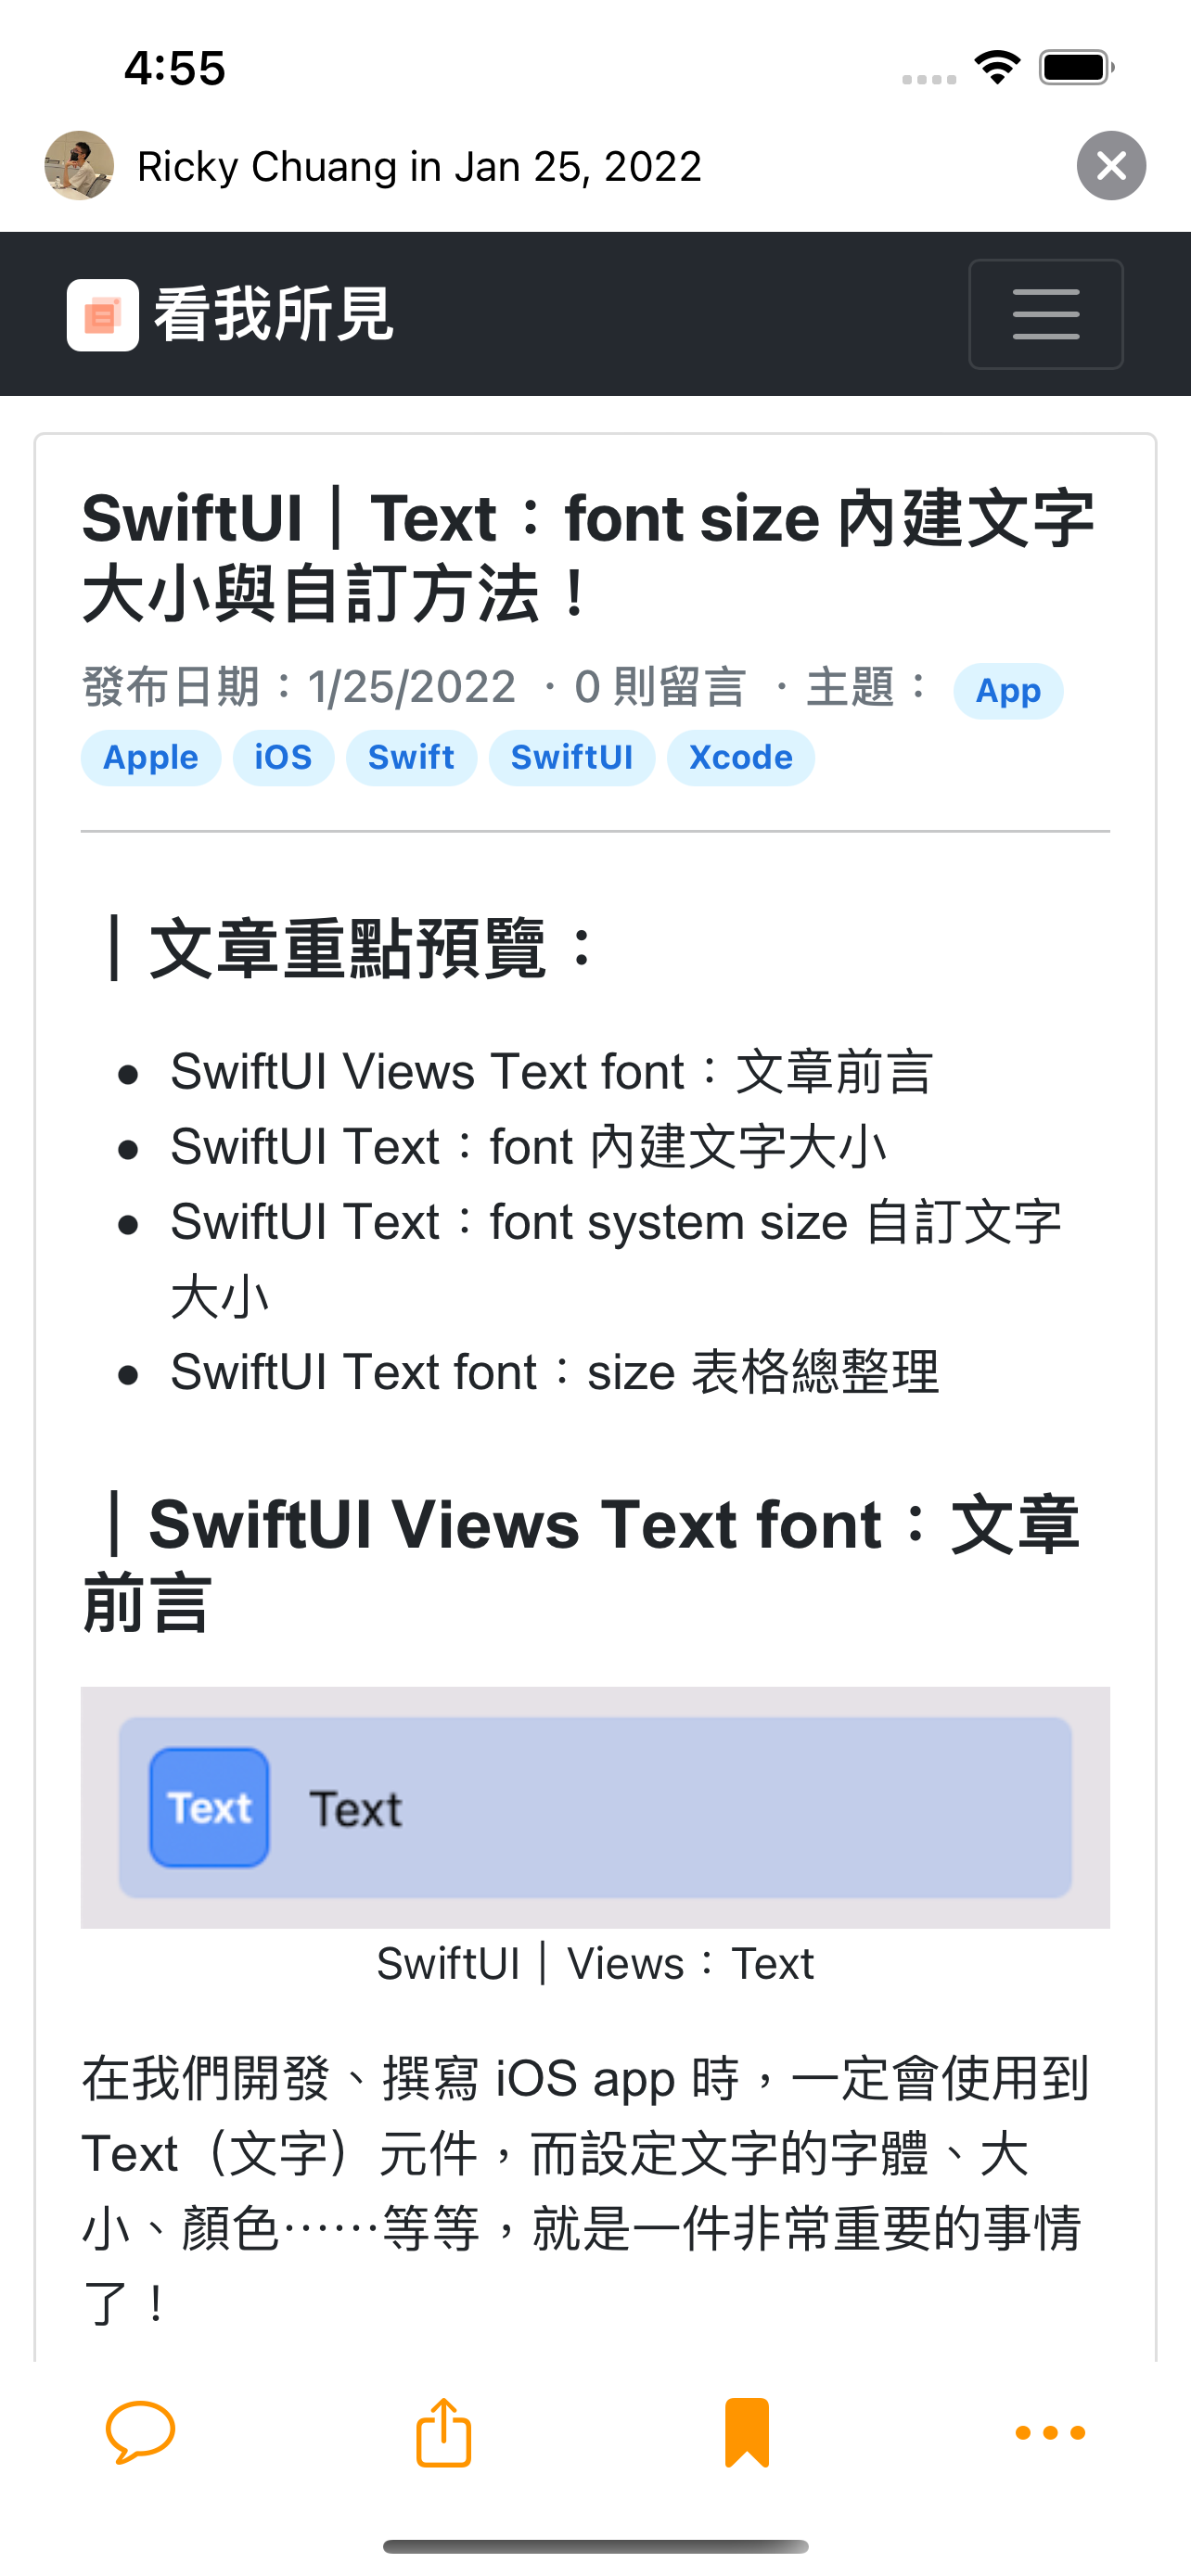 4:55
Ricky Chuang in Jan 25, 2022
看我所見
SwiftUI｜Text：font size 內建文字
大小與自訂方法！
發布日期：1/25/2022 · 0 則留言 · 主題： App
Apple iOS Swift SwiftUI Xcode
｜文章重點預覽：
• SwiftUI Views Text font：文章前言
• SwiftUI Text：font 內建文字大小
• SwiftUI Text：font system size 自訂文字
大小
• SwiftUI Text font：size 表格總整理
｜SwiftUI Views Text font：文章
前言
Text Text
SwiftUI｜Views：Text
在我們開發、撰寫 iOS app 時，一定會使用到
Text（文字）元件，而設定文字的字體、大
小、顏色⋯⋯等等，就是一件非常重要的事情
了！